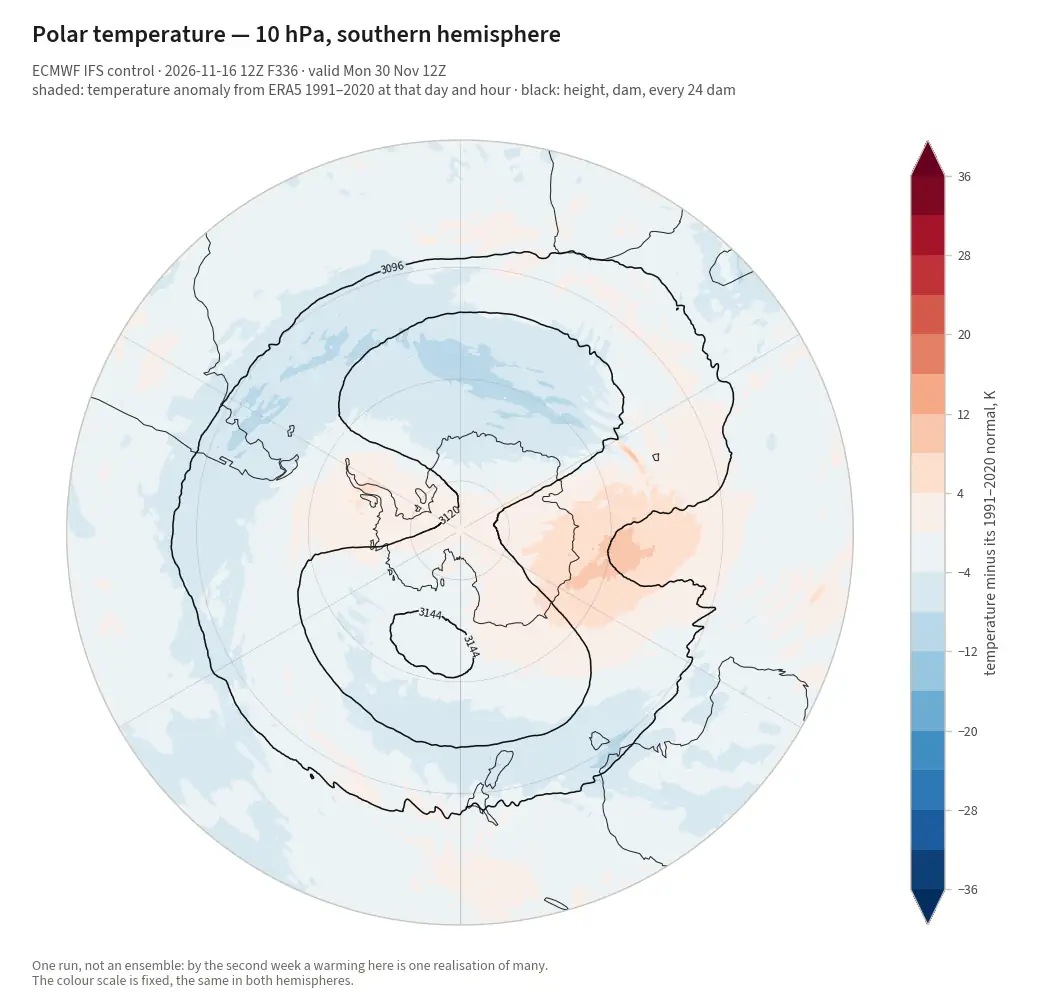 Polar temperature — 10 hPa, southern hemisphere
ECMWF IFS control · 2026-11-16 12Z F336 · valid Mon 30 Nov 12Z
shaded: temperature anomaly from ERA5 1991–2020 at that day and hour · black: height, dam, every 24 dam
3096
3120
3144
3144
36
28
20
12
4
−4
−12
−20
−28
−36
temperature minus its 1991–2020 normal, K
One run, not an ensemble: by the second week a warming here is one realisation of many.
The colour scale is fixed, the same in both hemispheres.